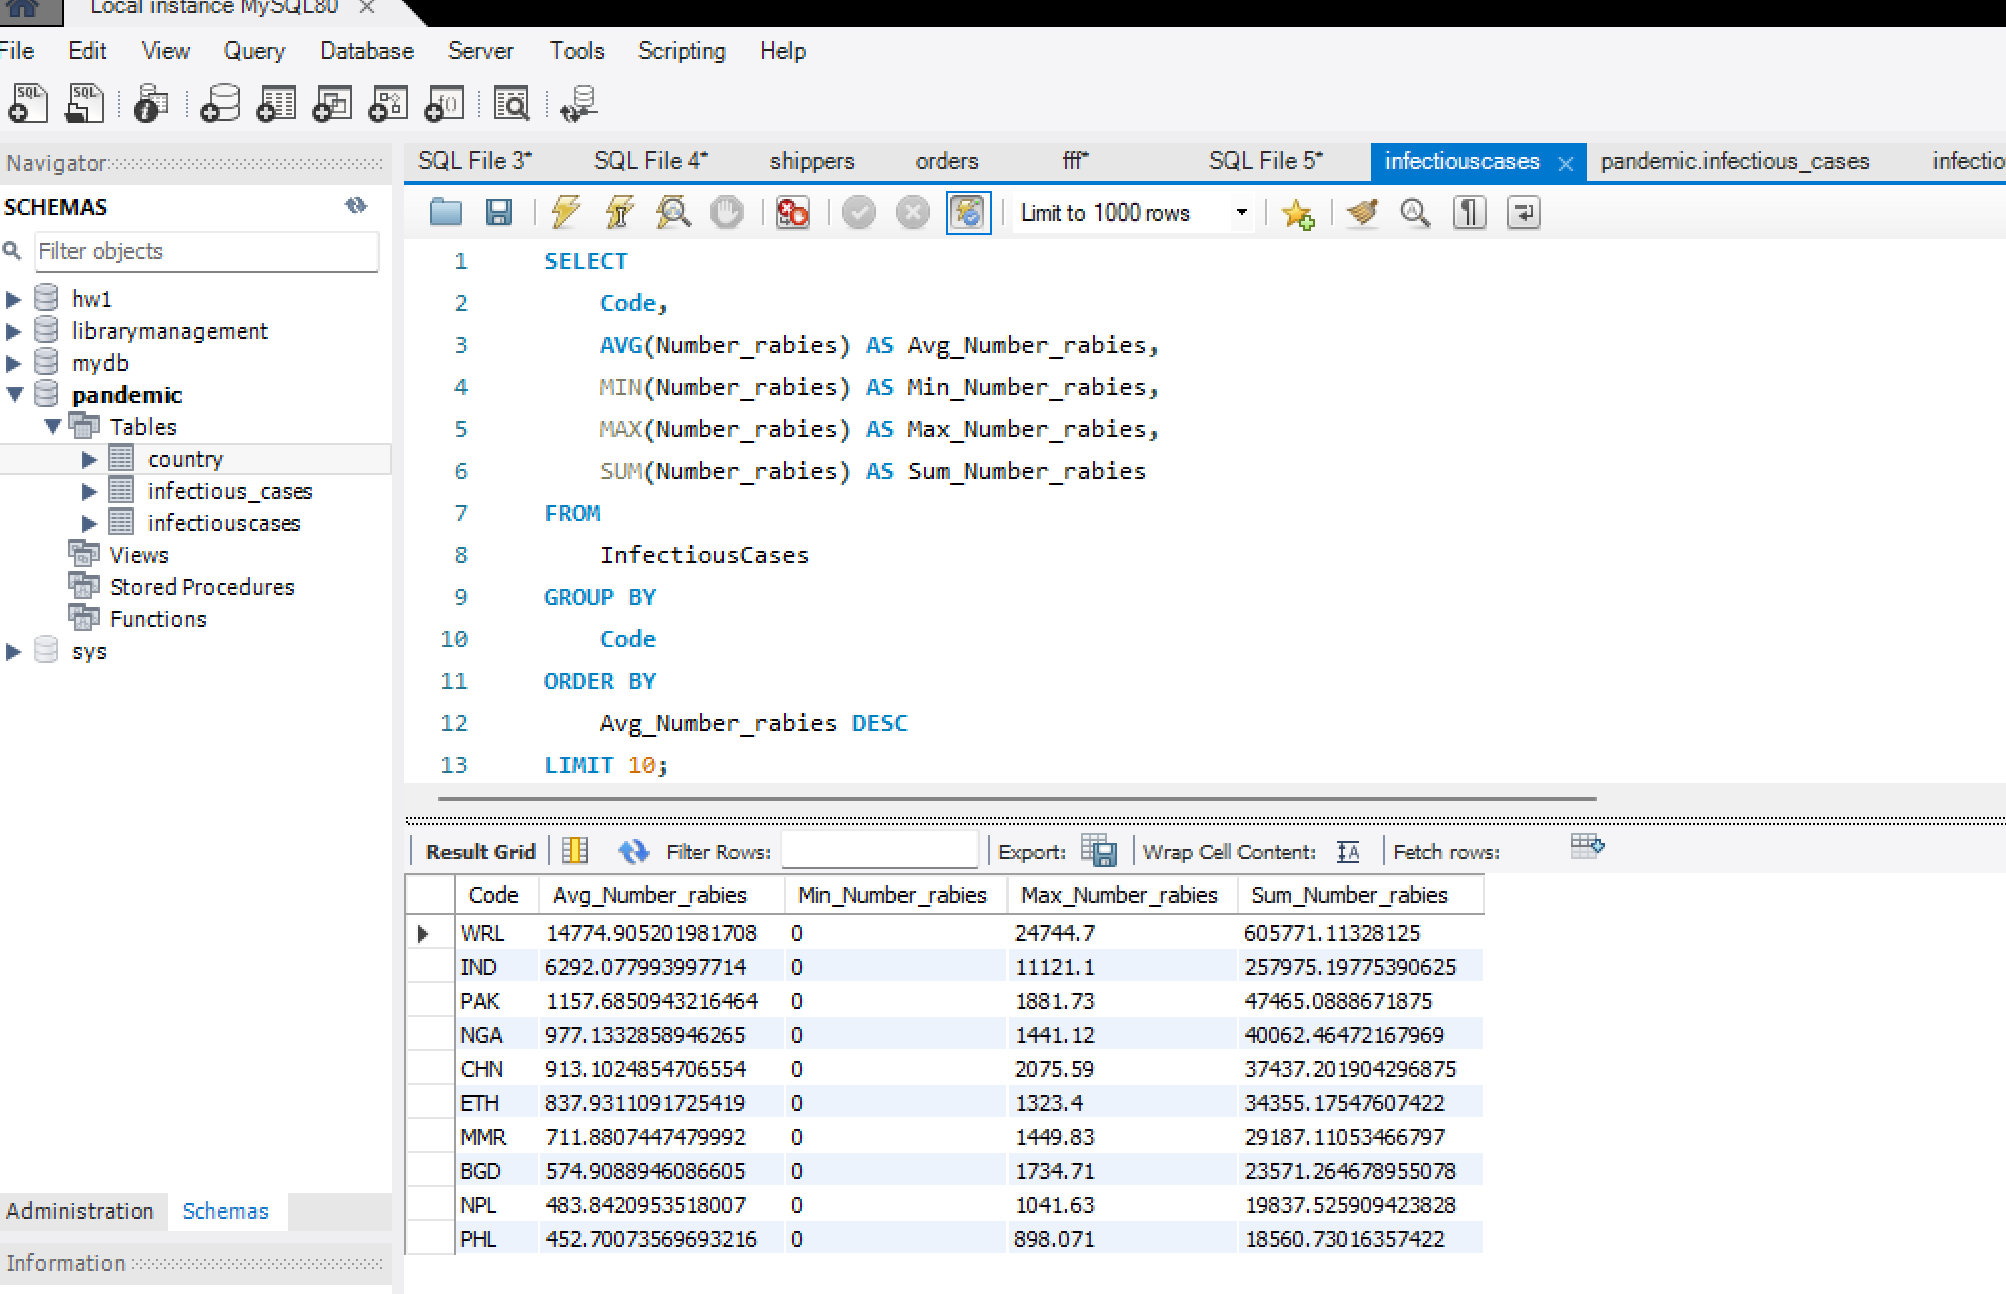 Local instance MySQL80
File Edit View Query Database Server Tools Scripting Help
Navigator
SCHEMAS
Filter objects
hw1
librarymanagement
mydb
pandemic
Tables
country
infectious_cases
infectiouscases
Views
Stored Procedures
Functions
sys
Administration Schemas
Information
SQL File 3* SQL File 4* shippers orders fff* SQL File 5* infectiouscases pandemic.infectious_cases infectio
Limit to 1000 rows
1 SELECT
2 Code,
3 AVG(Number_rabies) AS Avg_Number_rabies,
4 MIN(Number_rabies) AS Min_Number_rabies,
5 MAX(Number_rabies) AS Max_Number_rabies,
6 SUM(Number_rabies) AS Sum_Number_rabies
7 FROM
8 InfectiousCases
9 GROUP BY
10 Code
11 ORDER BY
12 Avg_Number_rabies DESC
13 LIMIT 10;
Result Grid Filter Rows: Export: Wrap Cell Content: Fetch rows:
Code Avg_Number_rabies Min_Number_rabies Max_Number_rabies Sum_Number_rabies
WRL 14774.905201981708 0 24744.7 605771.11328125
IND 6292.077993997714 0 11121.1 257975.19775390625
PAK 1157.6850943216464 0 1881.73 47465.0888671875
NGA 977.1332858946265 0 1441.12 40062.46472167969
CHN 913.1024854706554 0 2075.59 37437.201904296875
ETH 837.9311091725419 0 1323.4 34355.17547607422
MMR 711.8807447479992 0 1449.83 29187.11053466797
BGD 574.9088946086605 0 1734.71 23571.264678955078
NPL 483.8420953518007 0 1041.63 19837.525909423828
PHL 452.70073569693216 0 898.071 18560.73016357422